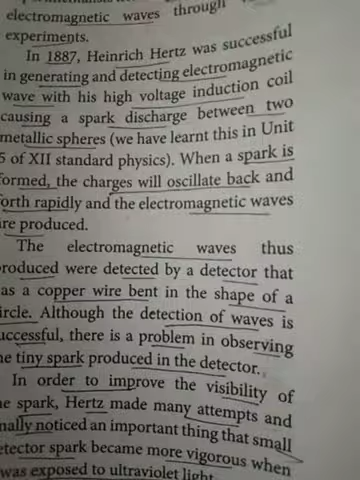 electromagnetic waves through
experiments.
In 1887, Heinrich Hertz was successful
in generating and detecting electromagnetic
wave with his high voltage induction coil
causing a spark discharge between two
metallic spheres (we have learnt this in Unit
5 of XII standard physics). When a spark is
formed, the charges will oscillate back and
forth rapidly and the electromagnetic waves
are produced.
The electromagnetic waves thus
produced were detected by a detector that
has a copper wire bent in the shape of a
circle. Although the detection of waves is
successful, there is a problem in observing
the tiny spark produced in the detector.
In order to improve the visibility of
the spark, Hertz made many attempts and
finally noticed an important thing that small
detector spark became more vigorous when
was exposed to ultraviolet light